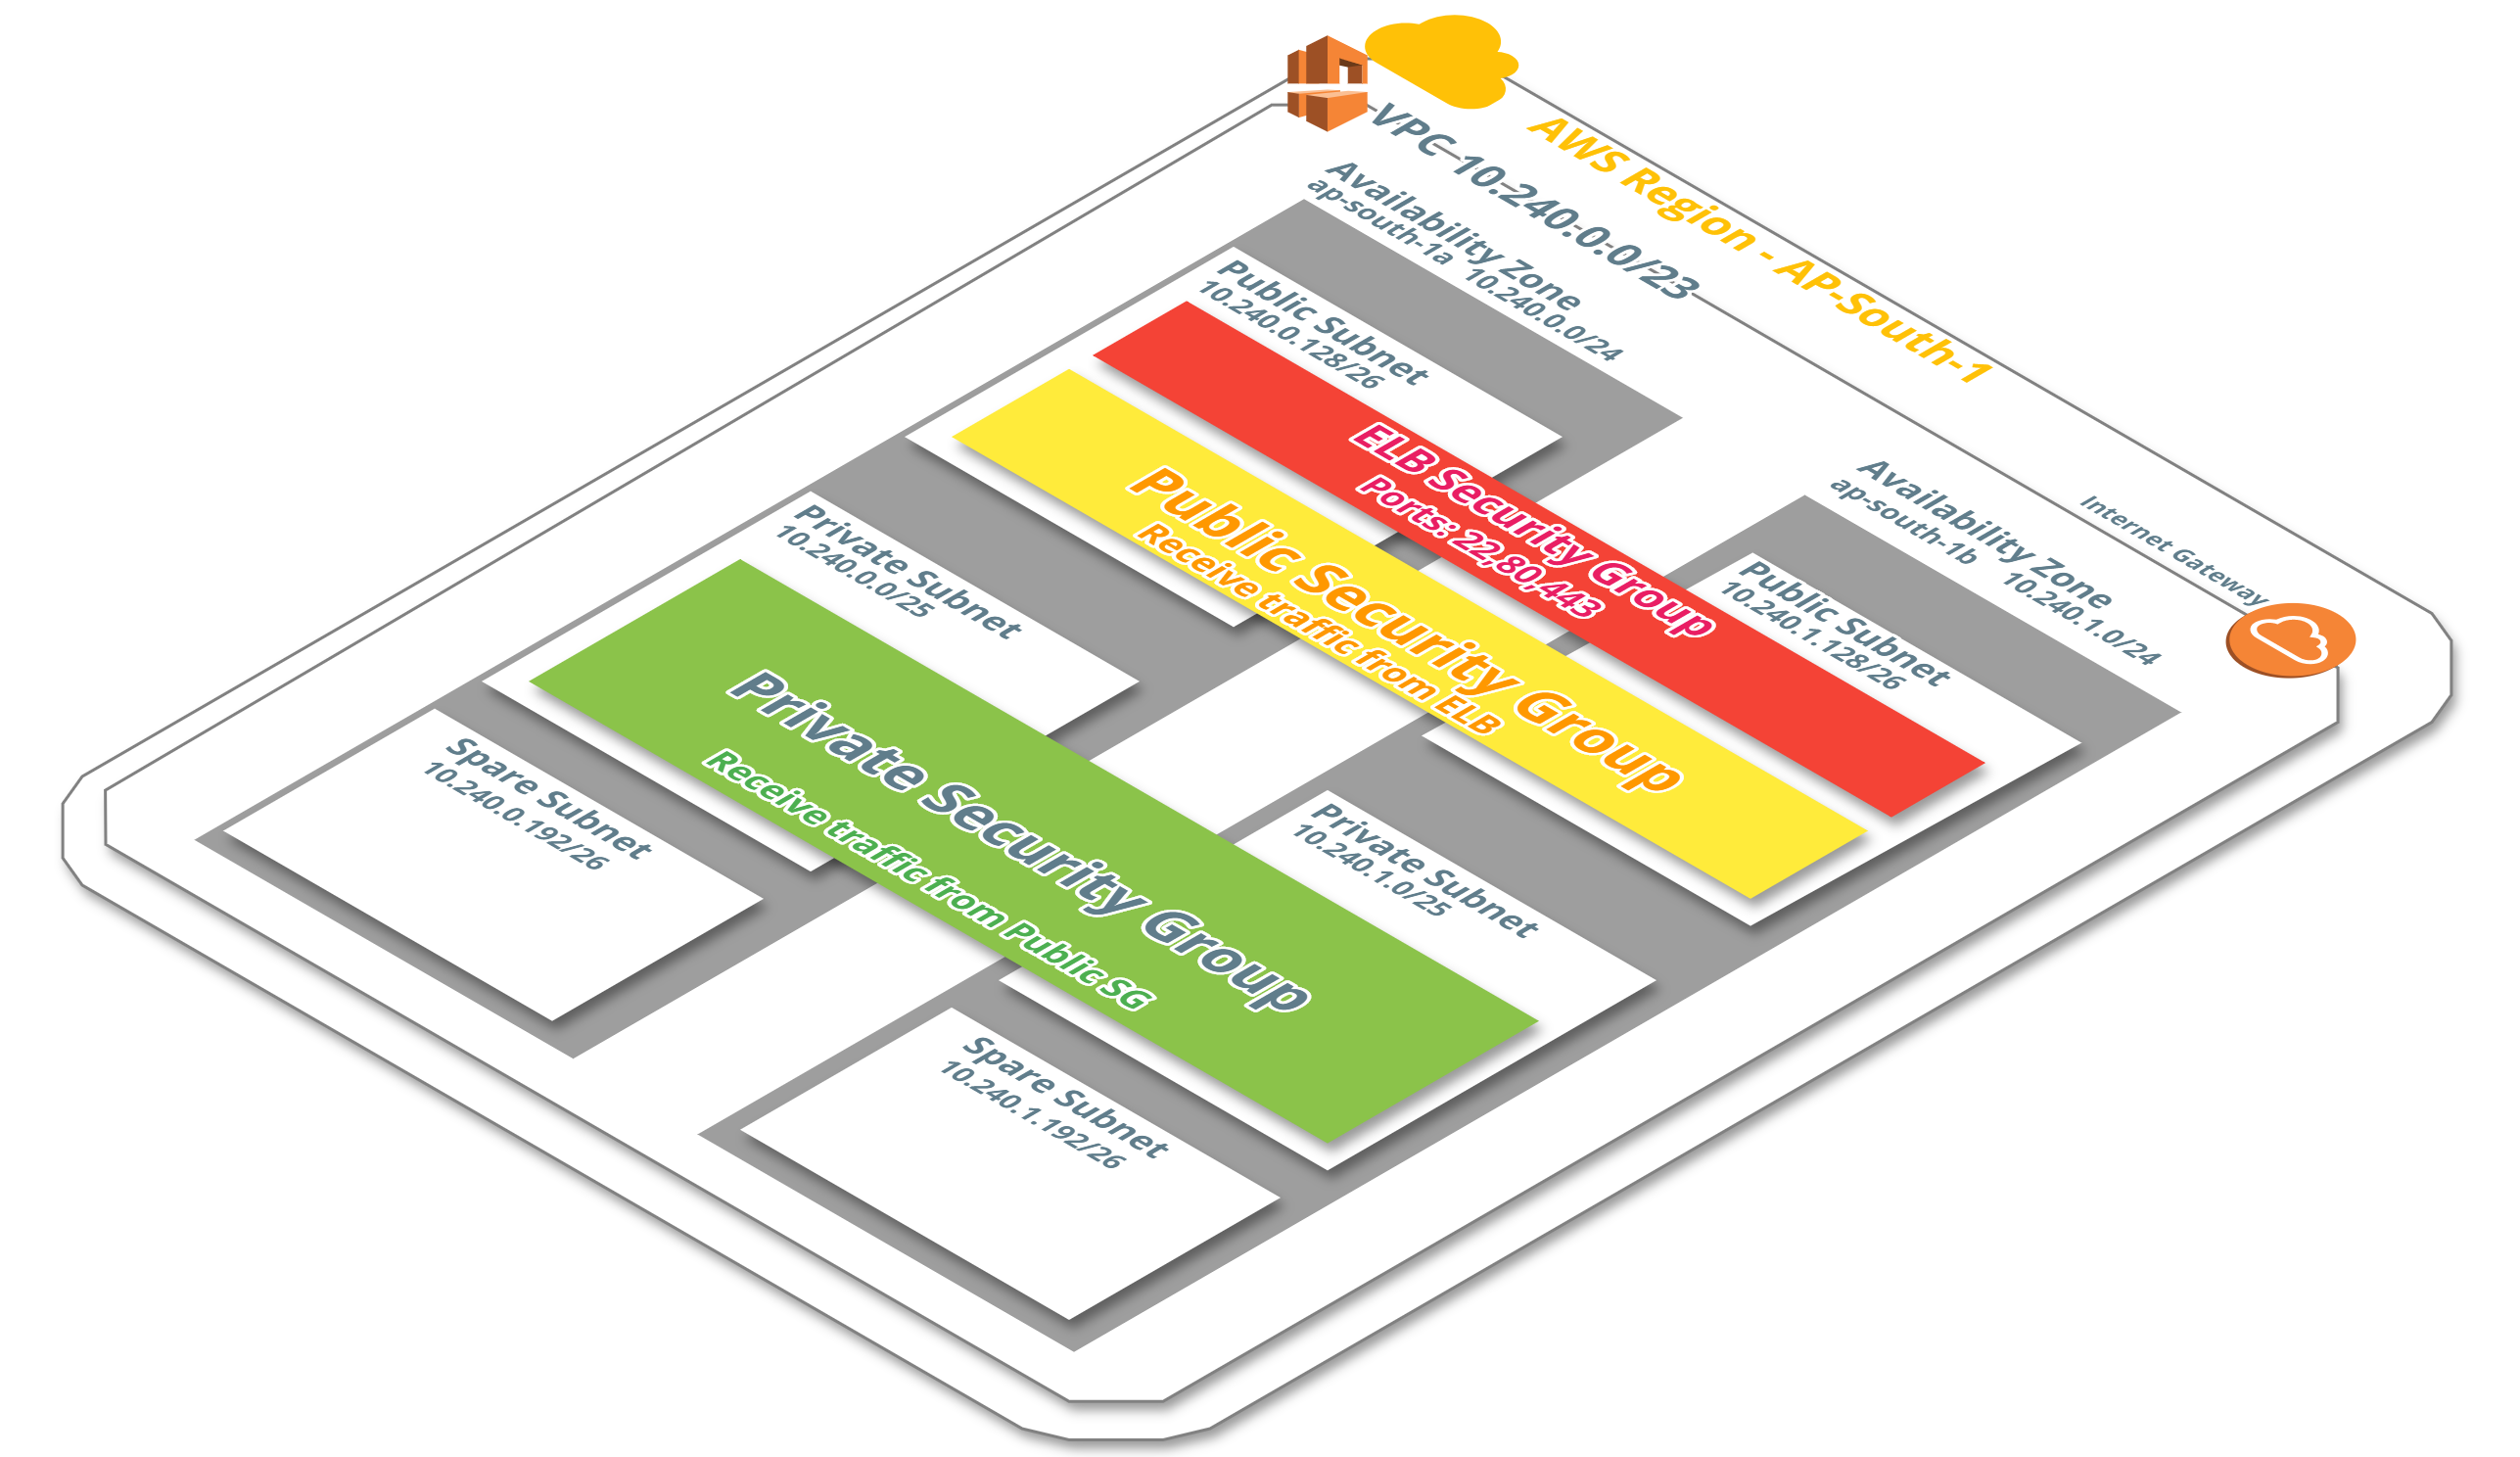 AWS Region - AP-South-1
VPC-10.240.0.0/23
Availability Zone
ap-south-1a 10.240.0.0/24
Public Subnet
10.240.0.128/26
ELB Security Group
Ports: 22,80,443
Public Security Group
Receive traffic from ELB
Availability Zone
ap-south-1b 10.240.1.0/24
Internet Gateway
Public Subnet
10.240.1.128/26
Private Subnet
10.240.0.0/25
Private Security Group
Receive traffic from Public SG
Private Subnet
10.240.1.0/25
Spare Subnet
10.240.0.192/26
Spare Subnet
10.240.1.192/26